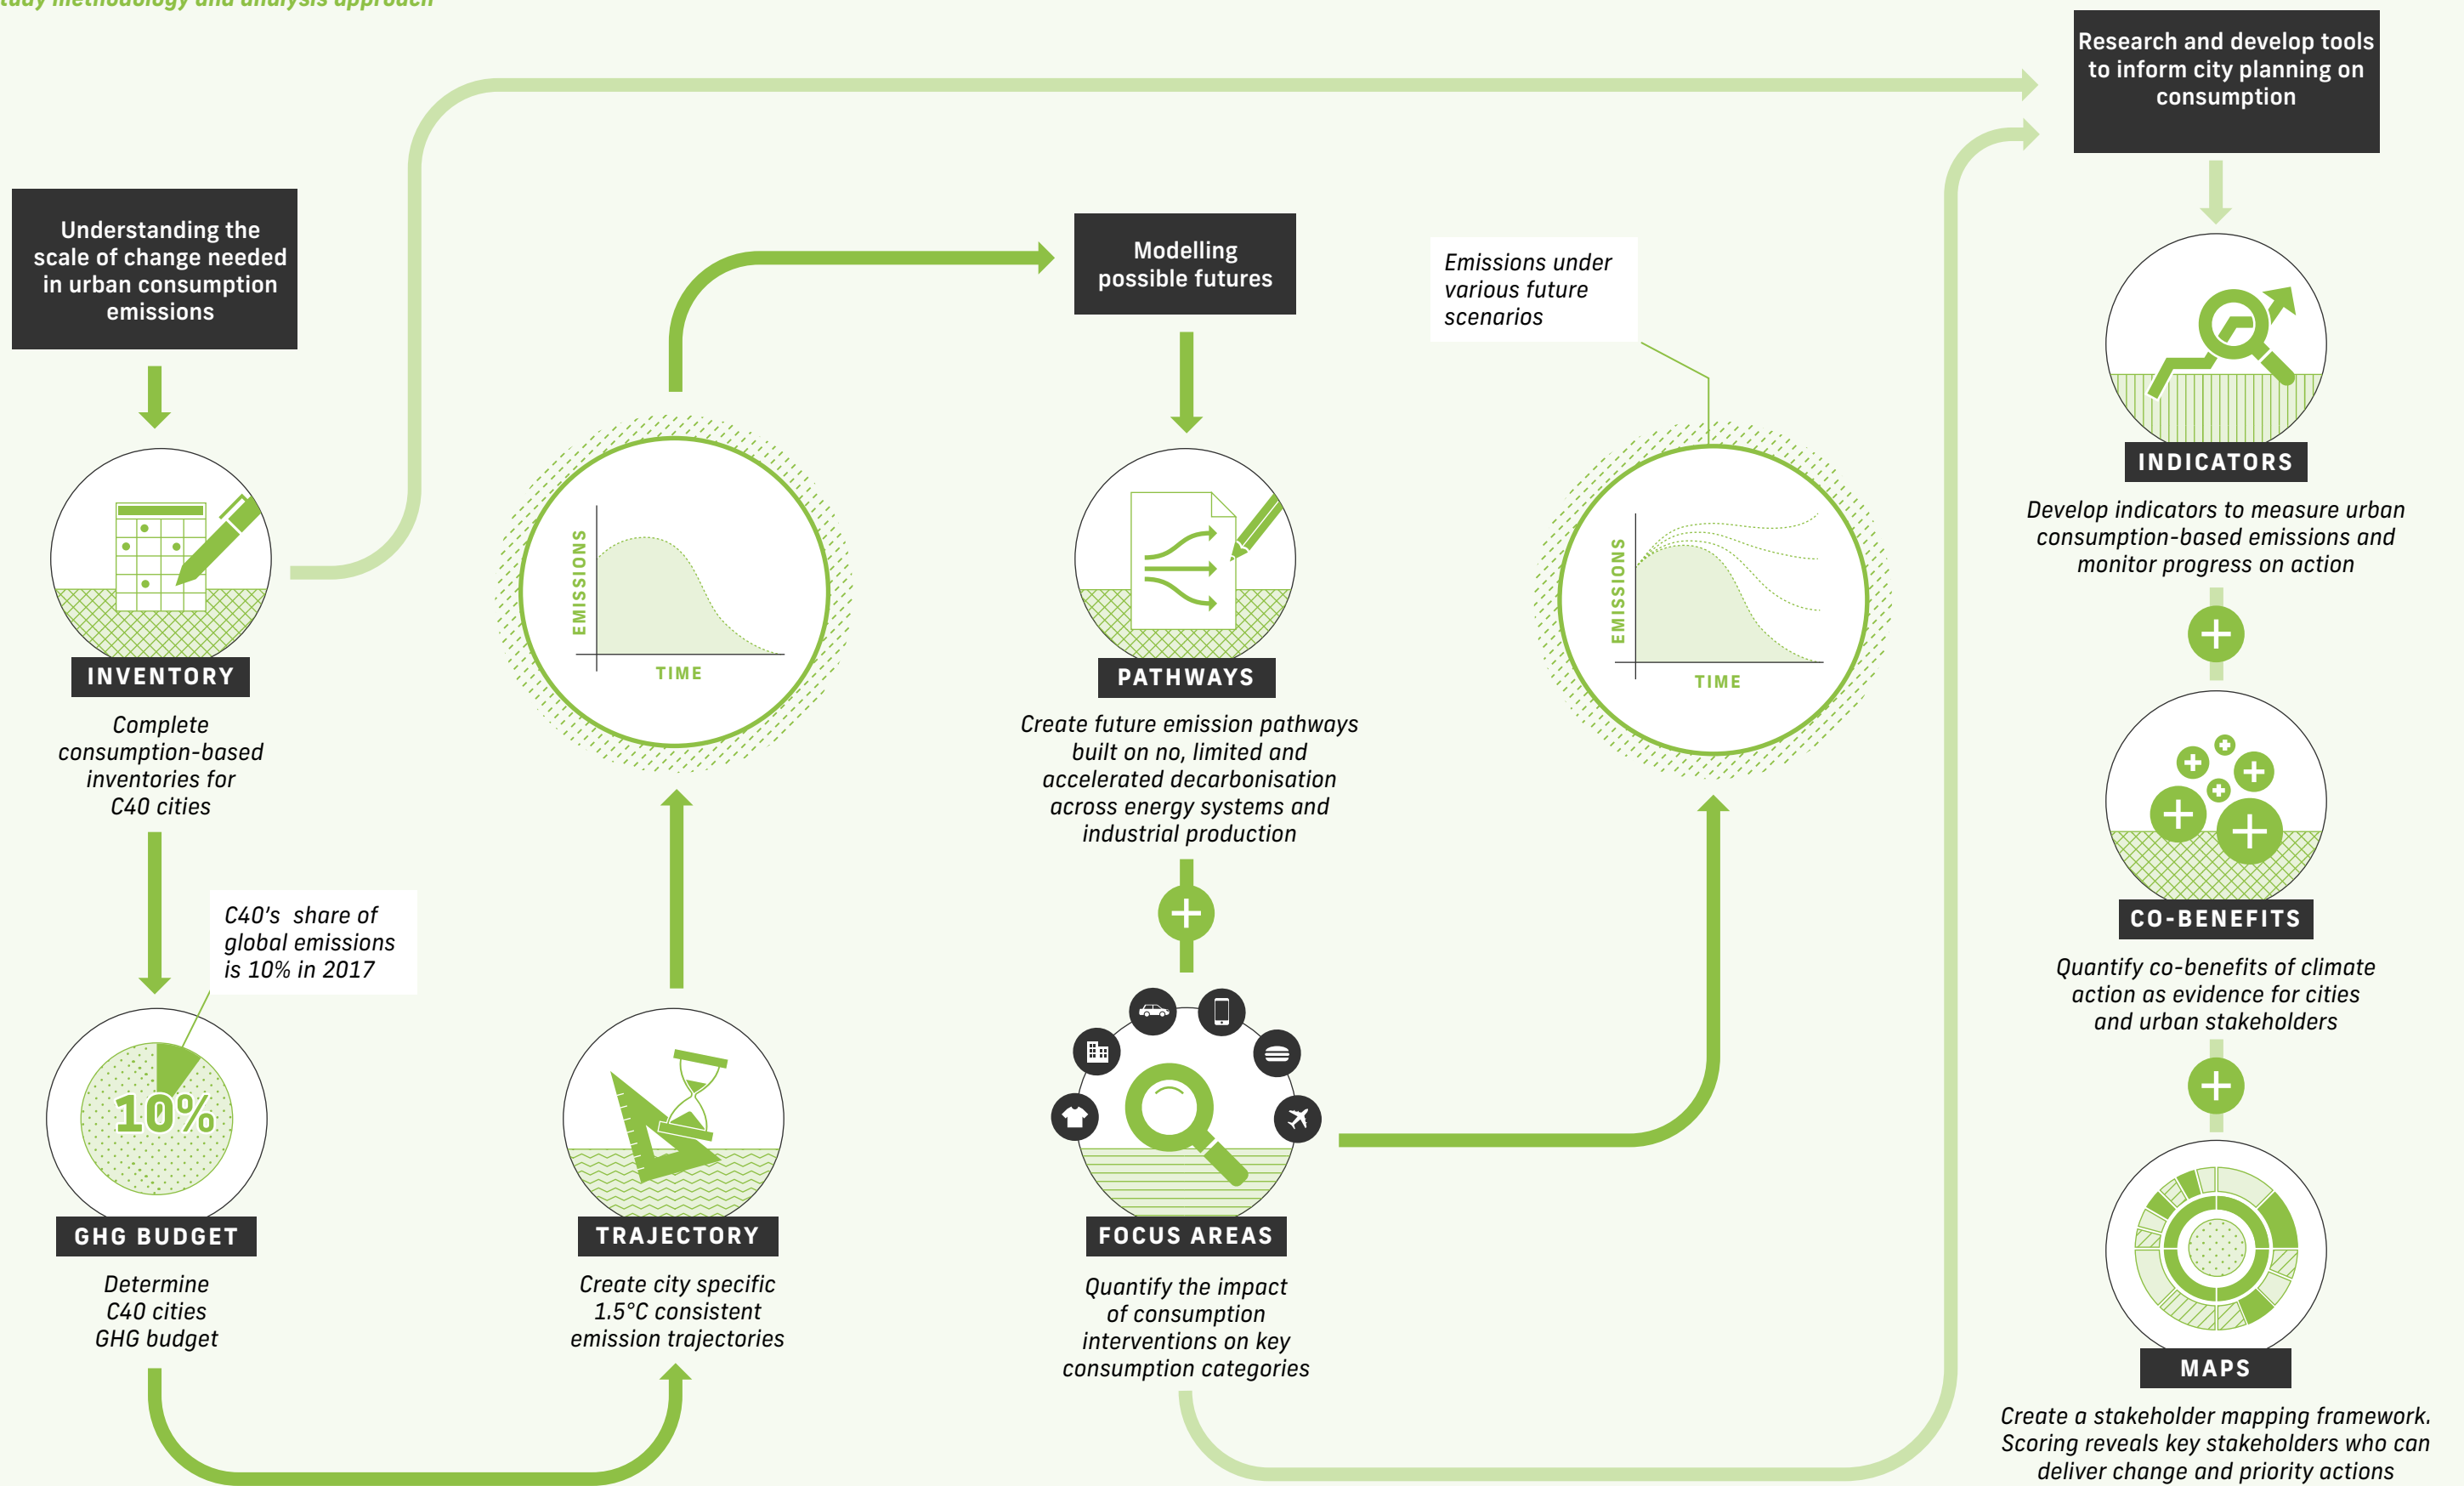 study methodology and analysis approach
Understanding the
scale of change needed
in urban consumption
emissions
INVENTORY
Complete
consumption-based
inventories for
C40 cities
C40's share of
global emissions
is 10% in 2017
10%
GHG BUDGET
Determine
C40 cities
GHG budget
EMISSIONS
TIME
TRAJECTORY
Create city specific
1.5°C consistent
emission trajectories
Modelling
possible futures
PATHWAYS
Create future emission pathways
built on no, limited and
accelerated decarbonisation
across energy systems and
industrial production
FOCUS AREAS
Quantify the impact
of consumption
interventions on key
consumption categories
Emissions under
various future
scenarios
EMISSIONS
TIME
Research and develop tools
to inform city planning on
consumption
INDICATORS
Develop indicators to measure urban
consumption-based emissions and
monitor progress on action
CO-BENEFITS
Quantify co-benefits of climate
action as evidence for cities
and urban stakeholders
MAPS
Create a stakeholder mapping framework.
Scoring reveals key stakeholders who can
deliver change and priority actions